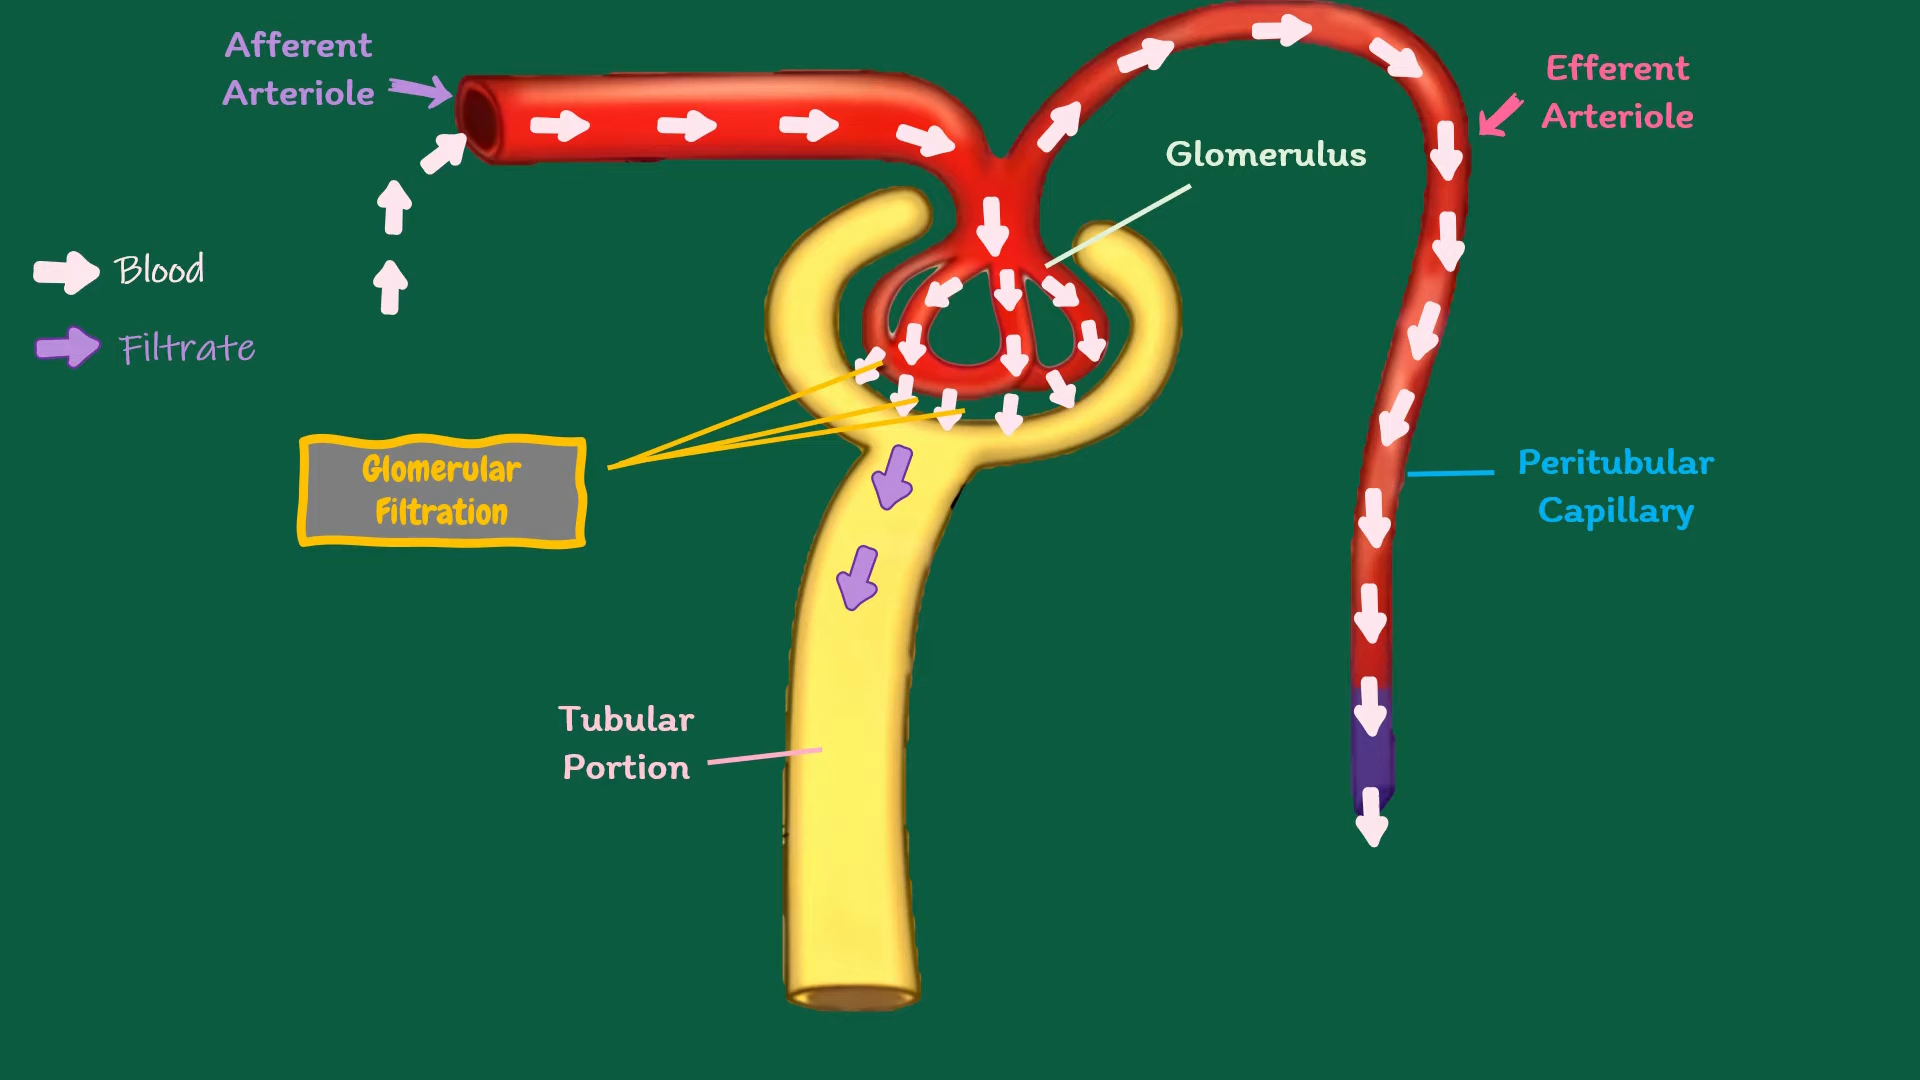 Afferent
Arteriole
Efferent
Arteriole
Glomerulus
Blood
Filtrate
Glomerular
Filtration
Peritubular
Capillary
Tubular
Portion